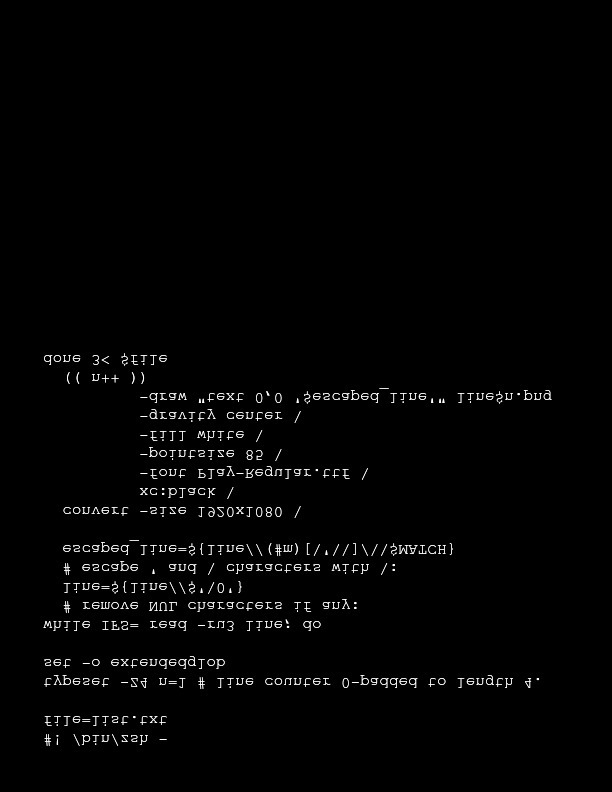 #! /bin/zsh -
file=list.txt
typeset -Z4 n=1 # line counter 0-padded to length 4.
set -o extendedglob
while IFS= read -ru3 line; do
# remove NUL characters if any:
line=${line//$'\0'}
# escape ' and \ characters with \:
escaped_line=${line//(#m)[\'\\]/\\$MATCH}
convert -size 1920x1080 \
xc:black \
-font Play-Regular.ttf \
-pointsize 85 \
-fill white \
-gravity center \
-draw "text 0,0 '$escaped_line'" line$n.png
(( n++ ))
done 3< $file